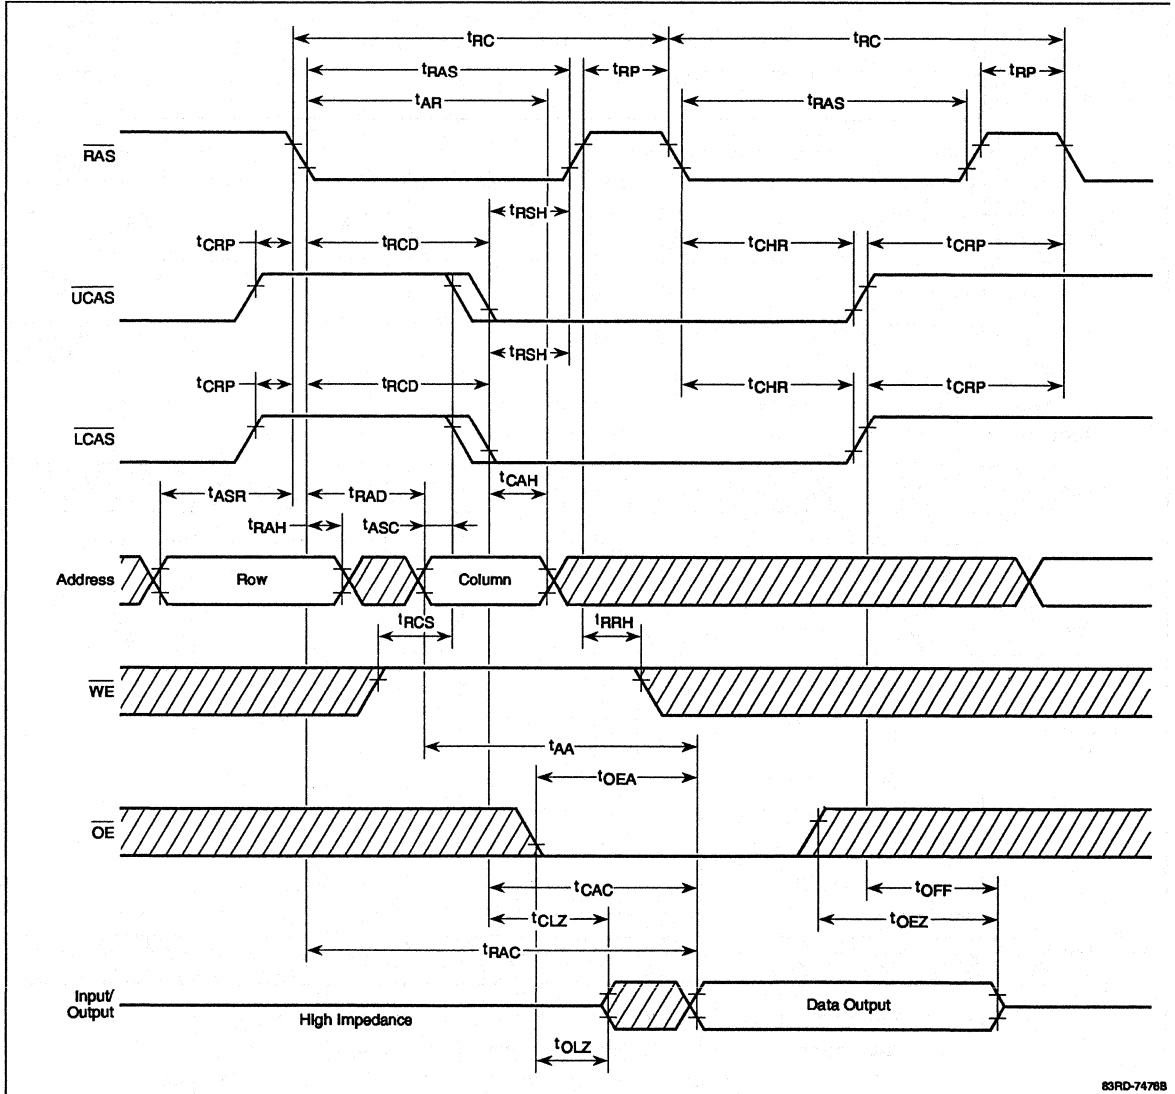 tRC tRC
tRAS tRP tRP
tAR tRAS
RAS
tRSH
tCRP tRCD tCHR tCRP
UCAS
tRSH
tCRP tRCD tCHR tCRP
LCAS
tASR tRAD tCAH
tRAH tASC
Address Row Column
tRCS tRRH
WE
tAA
tOEA
OE
tCAC tOFF
tCLZ tOEZ
tRAC
Input/
Output
High Impedance
Data Output
tOLZ
83RD-7476B